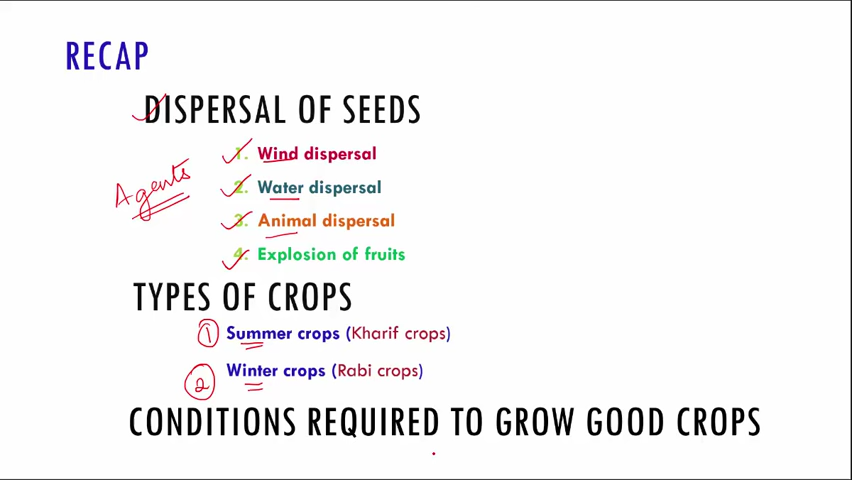 RECAP
DISPERSAL OF SEEDS
1. Wind dispersal
2. Water dispersal
Agents
3. Animal dispersal
4. Explosion of fruits
TYPES OF CROPS
1 Summer crops (Kharif crops)
2 Winter crops (Rabi crops)
CONDITIONS REQUIRED TO GROW GOOD CROPS